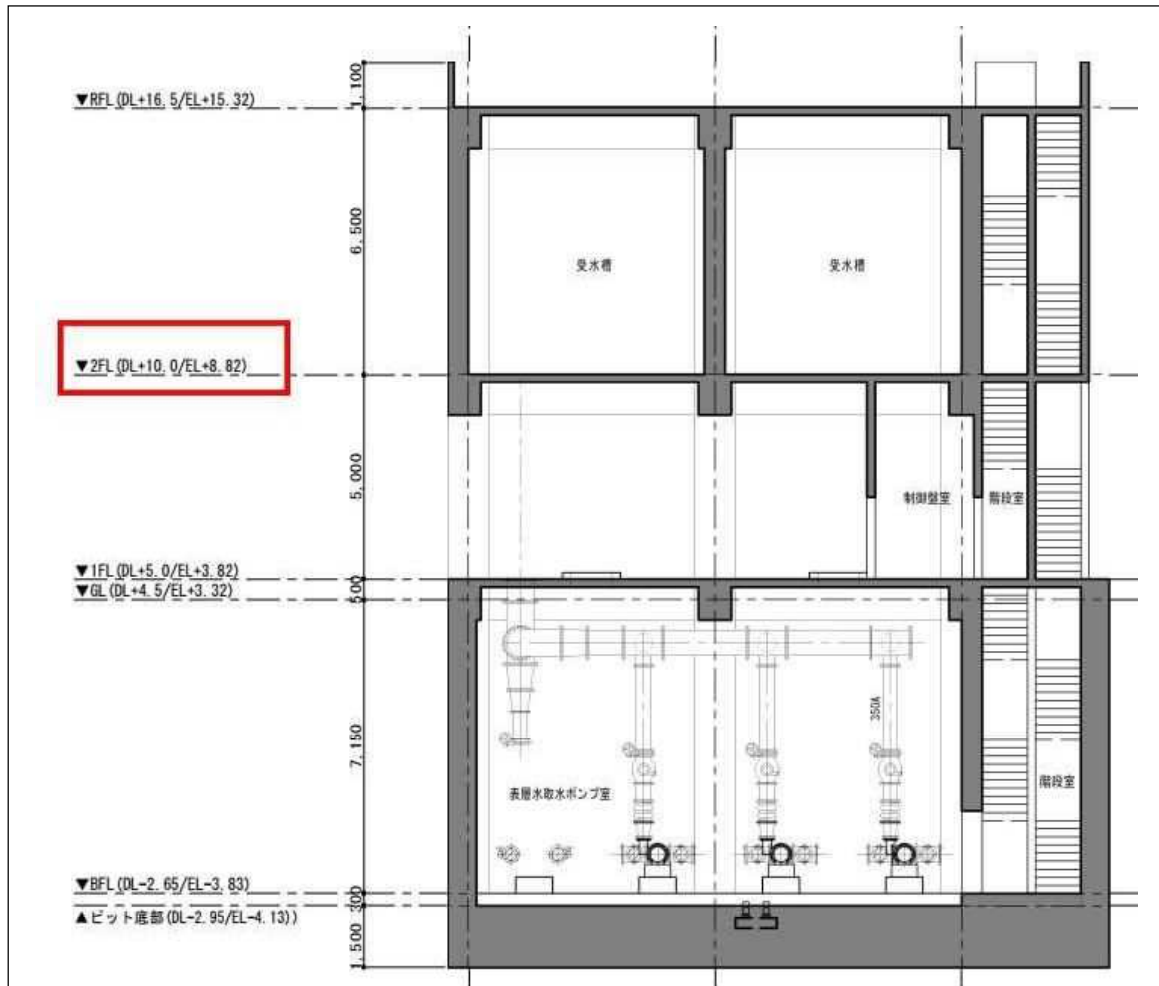 1.100
▼RFL(DL+16.5/EL+15.32)
6.500
受水槽
受水槽
▼2FL(DL+10.0/EL+8.82)
5.000
制御盤室
階段室
▼1FL(DL+5.0/EL+3.82)
500
▼GL(DL+4.5/EL+3.32)
350A
7.150
表層水取水ポンプ室
階段室
▼BFL(DL-2.65/EL-3.83)
300
▲ピット底部(DL-2.95/EL-4.13))
1.500